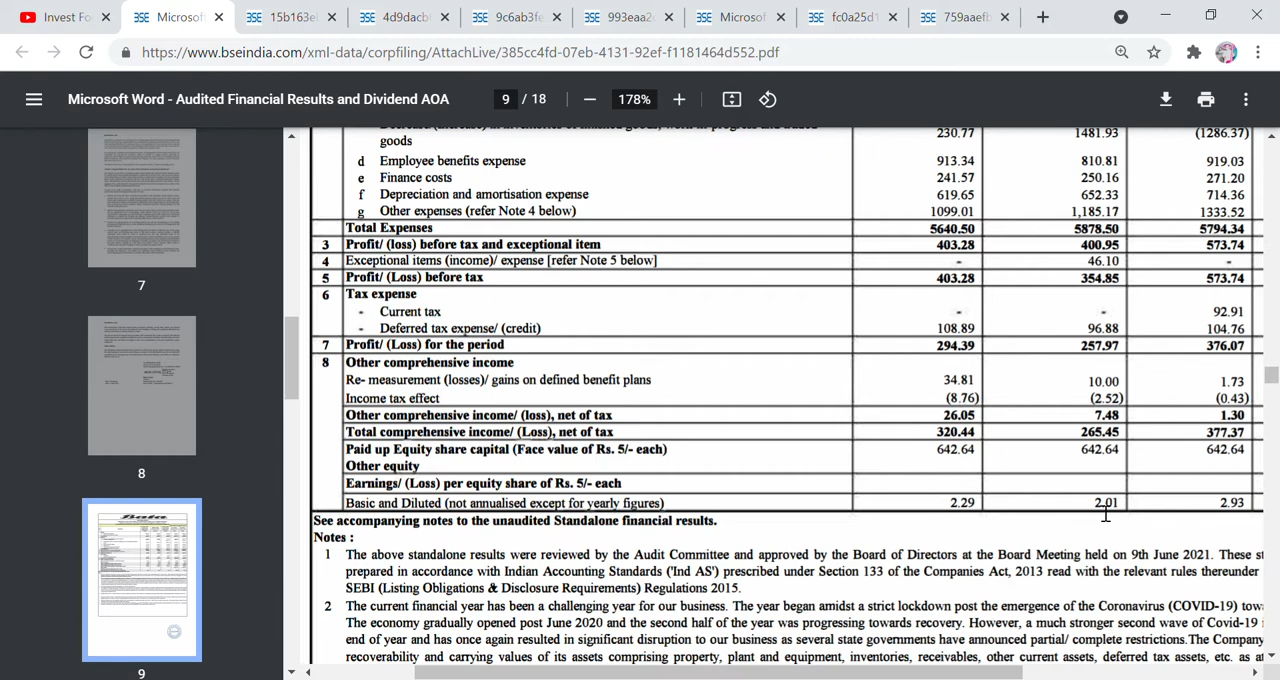 Invest Fo
Microsof
15b163e
4d9dacb
9c6ab3fe
993eaa2
Microsof
fc0a25d1
759aaefb
https://www.bseindia.com/xml-data/corpfiling/AttachLive/385cc4fd-07eb-4131-92ef-f1181464d552.pdf
Microsoft Word - Audited Financial Results and Dividend AOA 9 / 18 178%
7
8
Bata
9
goods 230.77 1481.93 (1286.37)
d Employee benefits expense 913.34 810.81 919.03
e Finance costs 241.57 250.16 271.20
f Depreciation and amortisation expense 619.65 652.33 714.36
g Other expenses (refer Note 4 below) 1099.01 1,185.17 1333.52
Total Expenses 5640.50 5878.50 5794.34
3 Profit/ (loss) before tax and exceptional item 403.28 400.95 573.74
4 Exceptional items (income)/ expense [refer Note 5 below] - 46.10 -
5 Profit/ (Loss) before tax 403.28 354.85 573.74
6 Tax expense
- Current tax - - 92.91
- Deferred tax expense/ (credit) 108.89 96.88 104.76
7 Profit/ (Loss) for the period 294.39 257.97 376.07
8 Other comprehensive income
Re- measurement (losses)/ gains on defined benefit plans 34.81 10.00 1.73
Income tax effect (8.76) (2.52) (0.43)
Other comprehensive income/ (loss), net of tax 26.05 7.48 1.30
Total comprehensive income/ (Loss), net of tax 320.44 265.45 377.37
Paid up Equity share capital (Face value of Rs. 5/- each) 642.64 642.64 642.64
Other equity
Earnings/ (Loss) per equity share of Rs. 5/- each
Basic and Diluted (not annualised except for yearly figures) 2.29 2.01 2.93
See accompanying notes to the unaudited Standalone financial results.
Notes :
1 The above standalone results were reviewed by the Audit Committee and approved by the Board of Directors at the Board Meeting held on 9th June 2021. These st
prepared in accordance with Indian Accounting Standards ('Ind AS') prescribed under Section 133 of the Companies Act, 2013 read with the relevant rules thereunder
SEBI (Listing Obligations & Disclosure Requirements) Regulations 2015.
2 The current financial year has been a challenging year for our business. The year began amidst a strict lockdown post the emergence of the Coronavirus (COVID-19) tow
The economy gradually opened post June 2020 and the second half of the year was progressing towards recovery. However, a much stronger second wave of Covid-19 i
end of year and has once again resulted in significant disruption to our business as several state governments have announced partial/ complete restrictions.The Company
recoverability and carrying values of its assets comprising property, plant and equipment, inventories, receivables, other current assets, deferred tax assets, etc. as at